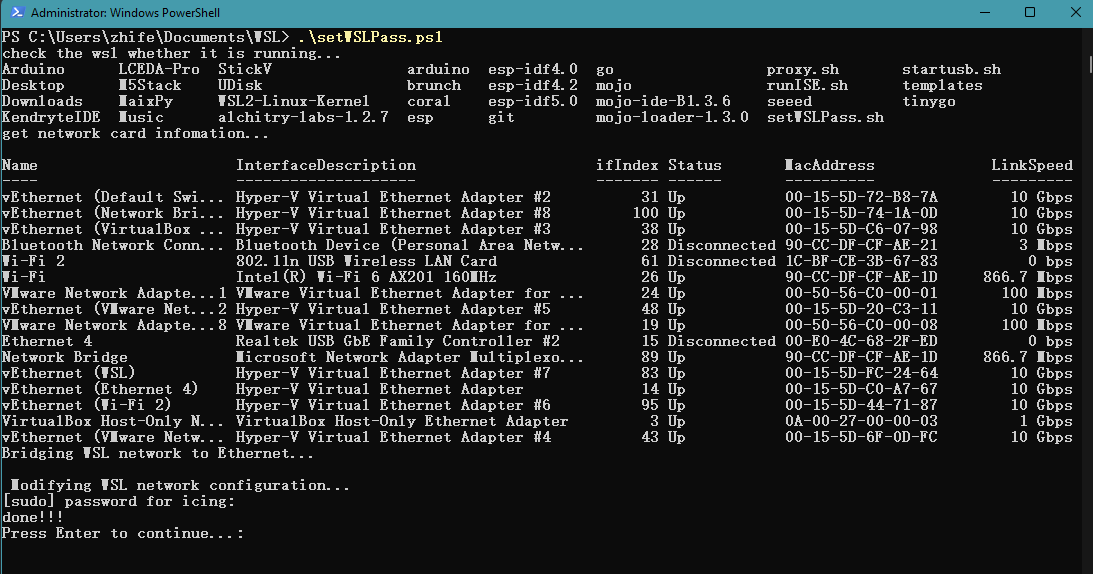 Administrator: Windows PowerShell
PS C:\Users\zhife\Documents\WSL> .\setWSLPass.ps1
check the wsl whether it is running...
Arduino LCEDA-Pro StickV arduino esp-idf4.0 go proxy.sh startusb.sh
Desktop M5Stack UDisk brunch esp-idf4.2 mojo runISE.sh templates
Downloads MaixPy WSL2-Linux-Kernel coral esp-idf5.0 mojo-ide-B1.3.6 seeed tinygo
KendryteIDE Music alchitry-labs-1.2.7 esp git mojo-loader-1.3.0 setWSLPass.sh
get network card infomation...
Name InterfaceDescription ifIndex Status MacAddress LinkSpeed
---- -------------------- ------- ------ ---------- ---------
vEthernet (Default Swi... Hyper-V Virtual Ethernet Adapter #2 31 Up 00-15-5D-72-B8-7A 10 Gbps
vEthernet (Network Bri... Hyper-V Virtual Ethernet Adapter #8 100 Up 00-15-5D-74-1A-0D 10 Gbps
vEthernet (VirtualBox ... Hyper-V Virtual Ethernet Adapter #3 38 Up 00-15-5D-C6-07-98 10 Gbps
Bluetooth Network Conn... Bluetooth Device (Personal Area Netw... 28 Disconnected 90-CC-DF-CF-AE-21 3 Mbps
Wi-Fi 2 802.11n USB Wireless LAN Card 61 Disconnected 1C-BF-CE-3B-67-83 0 bps
Wi-Fi Intel(R) Wi-Fi 6 AX201 160MHz 26 Up 90-CC-DF-CF-AE-1D 866.7 Mbps
VMware Network Adapte...1 VMware Virtual Ethernet Adapter for ... 24 Up 00-50-56-C0-00-01 100 Mbps
vEthernet (VMware Net...2 Hyper-V Virtual Ethernet Adapter #5 48 Up 00-15-5D-20-C3-11 10 Gbps
VMware Network Adapte...8 VMware Virtual Ethernet Adapter for ... 19 Up 00-50-56-C0-00-08 100 Mbps
Ethernet 4 Realtek USB GbE Family Controller #2 15 Disconnected 00-E0-4C-68-2F-ED 0 bps
Network Bridge Microsoft Network Adapter Multiplexo... 89 Up 90-CC-DF-CF-AE-1D 866.7 Mbps
vEthernet (WSL) Hyper-V Virtual Ethernet Adapter #7 83 Up 00-15-5D-FC-24-64 10 Gbps
vEthernet (Ethernet 4) Hyper-V Virtual Ethernet Adapter 14 Up 00-15-5D-C0-A7-67 10 Gbps
vEthernet (Wi-Fi 2) Hyper-V Virtual Ethernet Adapter #6 95 Up 00-15-5D-44-71-87 10 Gbps
VirtualBox Host-Only N... VirtualBox Host-Only Ethernet Adapter 3 Up 0A-00-27-00-00-03 1 Gbps
vEthernet (VMware Netw... Hyper-V Virtual Ethernet Adapter #4 43 Up 00-15-5D-6F-0D-FC 10 Gbps
Bridging WSL network to Ethernet...
Modifying WSL network configuration...
[sudo] password for icing:
done!!!
Press Enter to continue...: